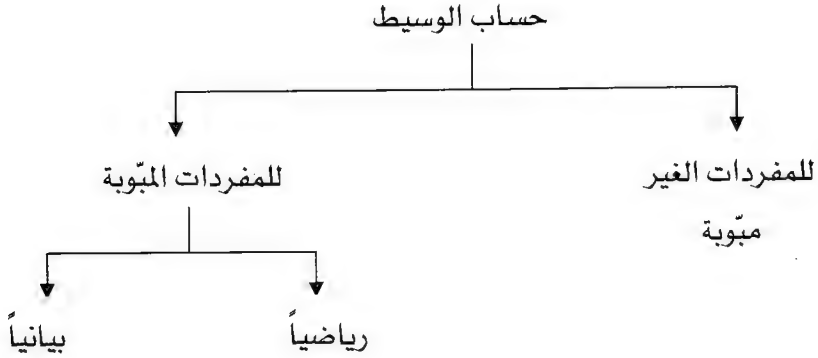 حساب الوسيط
للمفردات الغير
مبّوبة
للمفردات المبّوبة
رياضياً
بيانياً